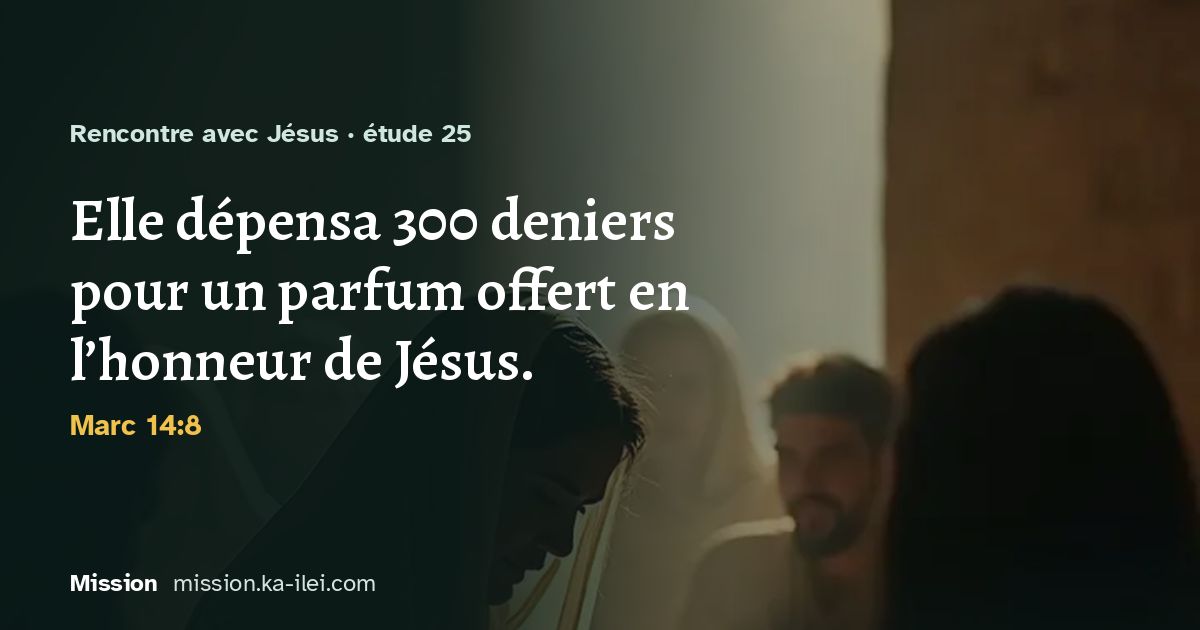 Rencontre avec Jésus · étude 25
Elle dépensa 300 deniers
pour un parfum offert en
l’honneur de Jésus.
Marc 14:8
Mission mission.ka-ilei.com